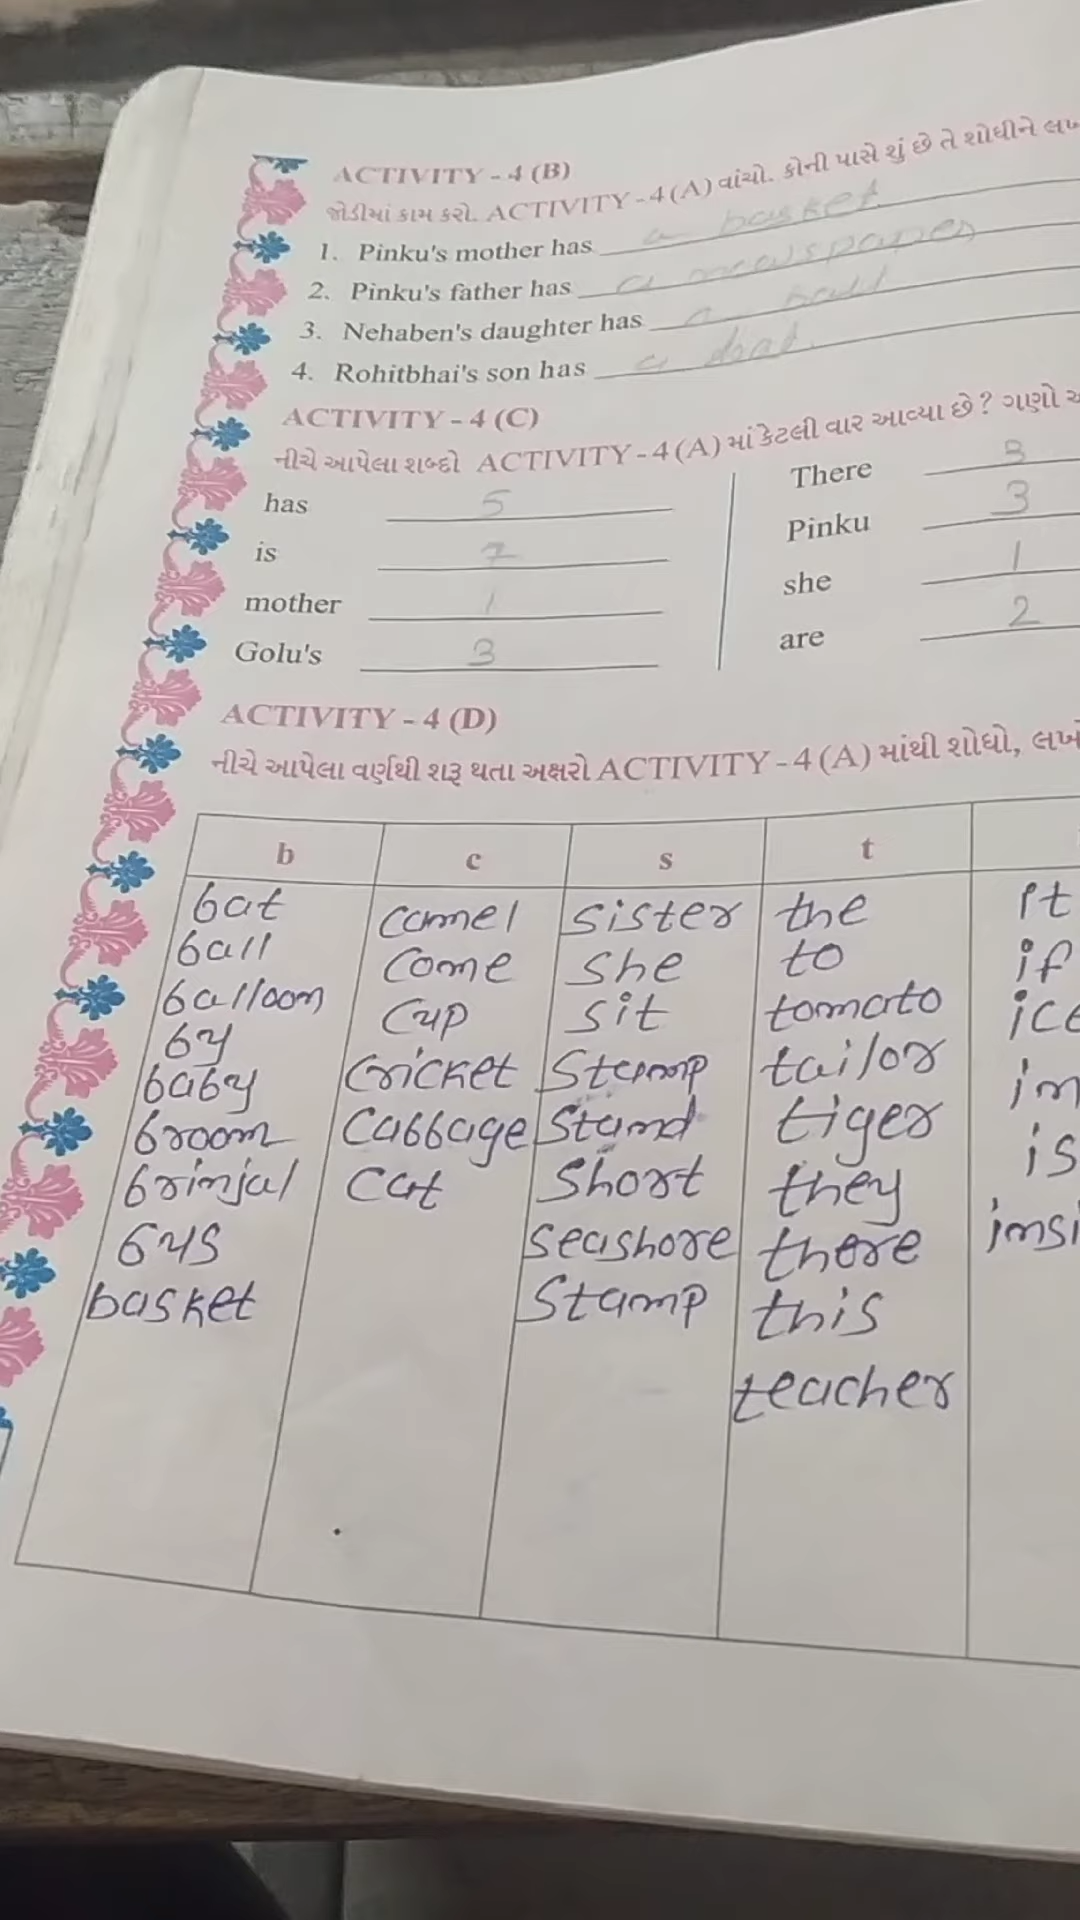 ACTIVITY - 4 (B)
જોડીમાં કામ કરો. ACTIVITY - 4 (A) વાંચો. કોની પાસે શું છે તે શોધીને
1. Pinku's mother has a basket
2. Pinku's father has a newspaper
3. Nehaben's daughter has a ball
4. Rohitbhai's son has a
ACTIVITY - 4 (C)
નીચે આપેલા શબ્દો ACTIVITY - 4 (A) માં કેટલી વાર આવ્યા છે? ગણો
has 5 There 3
is 7 Pinku 3
mother 1 she 1
Golu's 3 are 2
ACTIVITY - 4 (D)
નીચે આપેલા વર્ણથી શરૂ થતા અક્ષરો ACTIVITY - 4 (A) માંથી શોધો,
b c s t
bat camel sister the it
ball come she to if
balloon cup sit tomato
by cricket stump tailor in
baby cabbage stand tiger is
broom cat short they
brinjal seashore there
bus stamp this
basket teacher